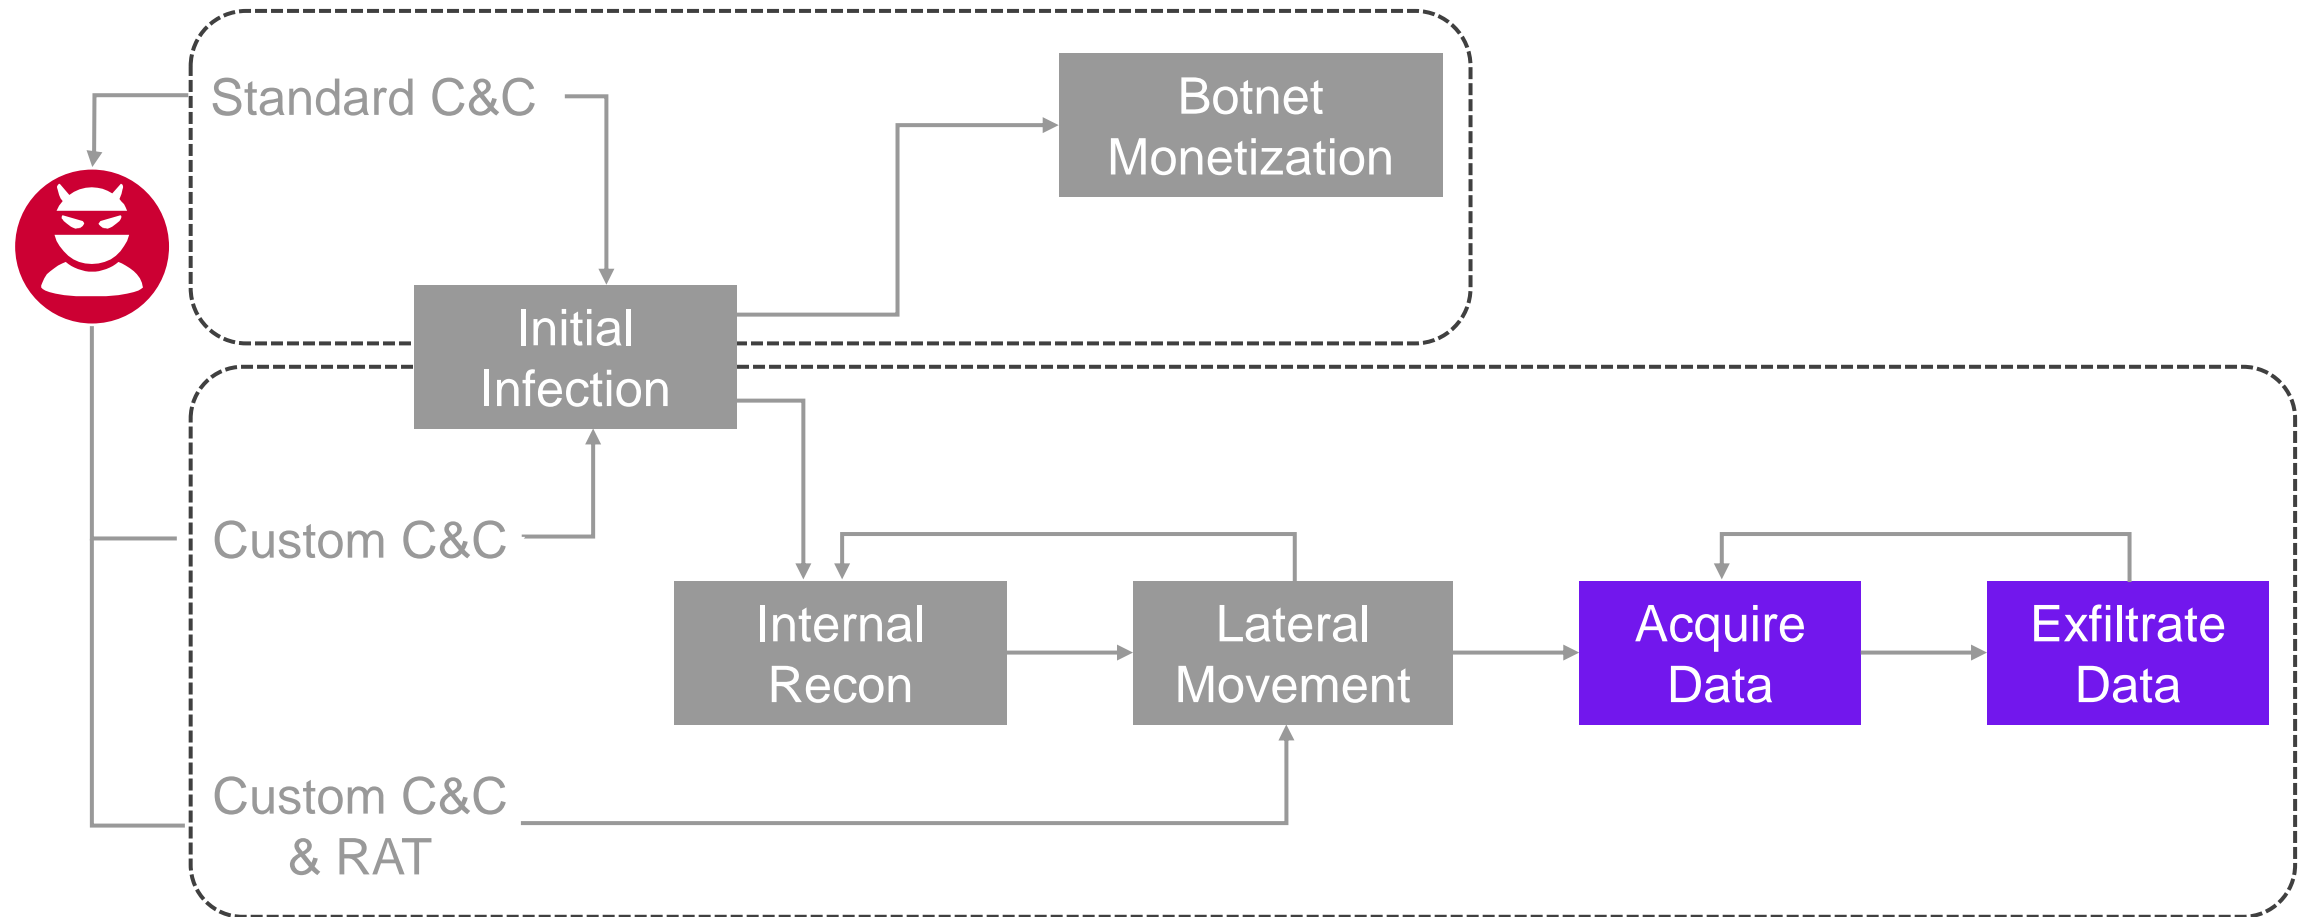 Standard C&C
Botnet
Monetization
Initial
Infection
Custom C&C
Internal
Recon
Lateral
Movement
Acquire
Data
Exfiltrate
Data
Custom C&C
& RAT